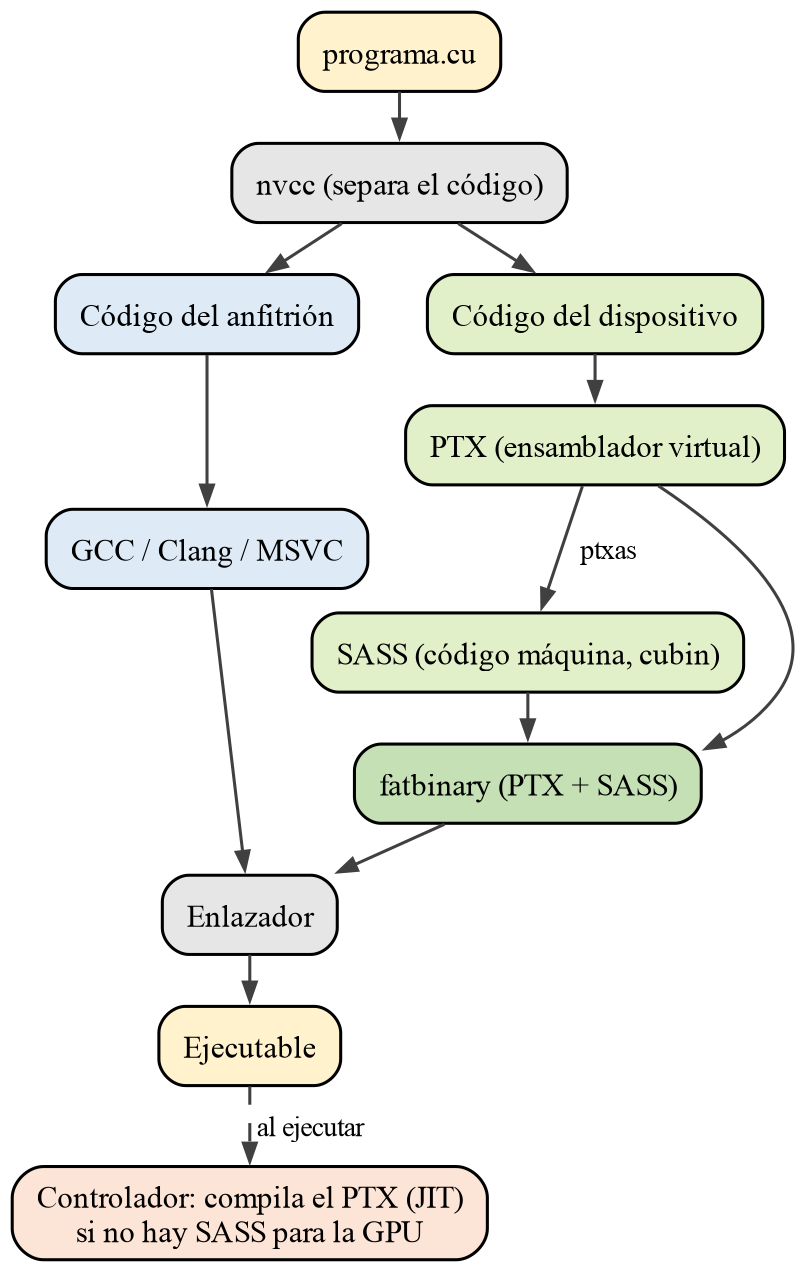 programa.cu
nvcc (separa el código)
Código del anfitrión
Código del dispositivo
PTX (ensamblador virtual)
GCC / Clang / MSVC
ptxas
SASS (código máquina, cubin)
fatbinary (PTX + SASS)
Enlazador
Ejecutable
al ejecutar
Controlador: compila el PTX (JIT)
si no hay SASS para la GPU